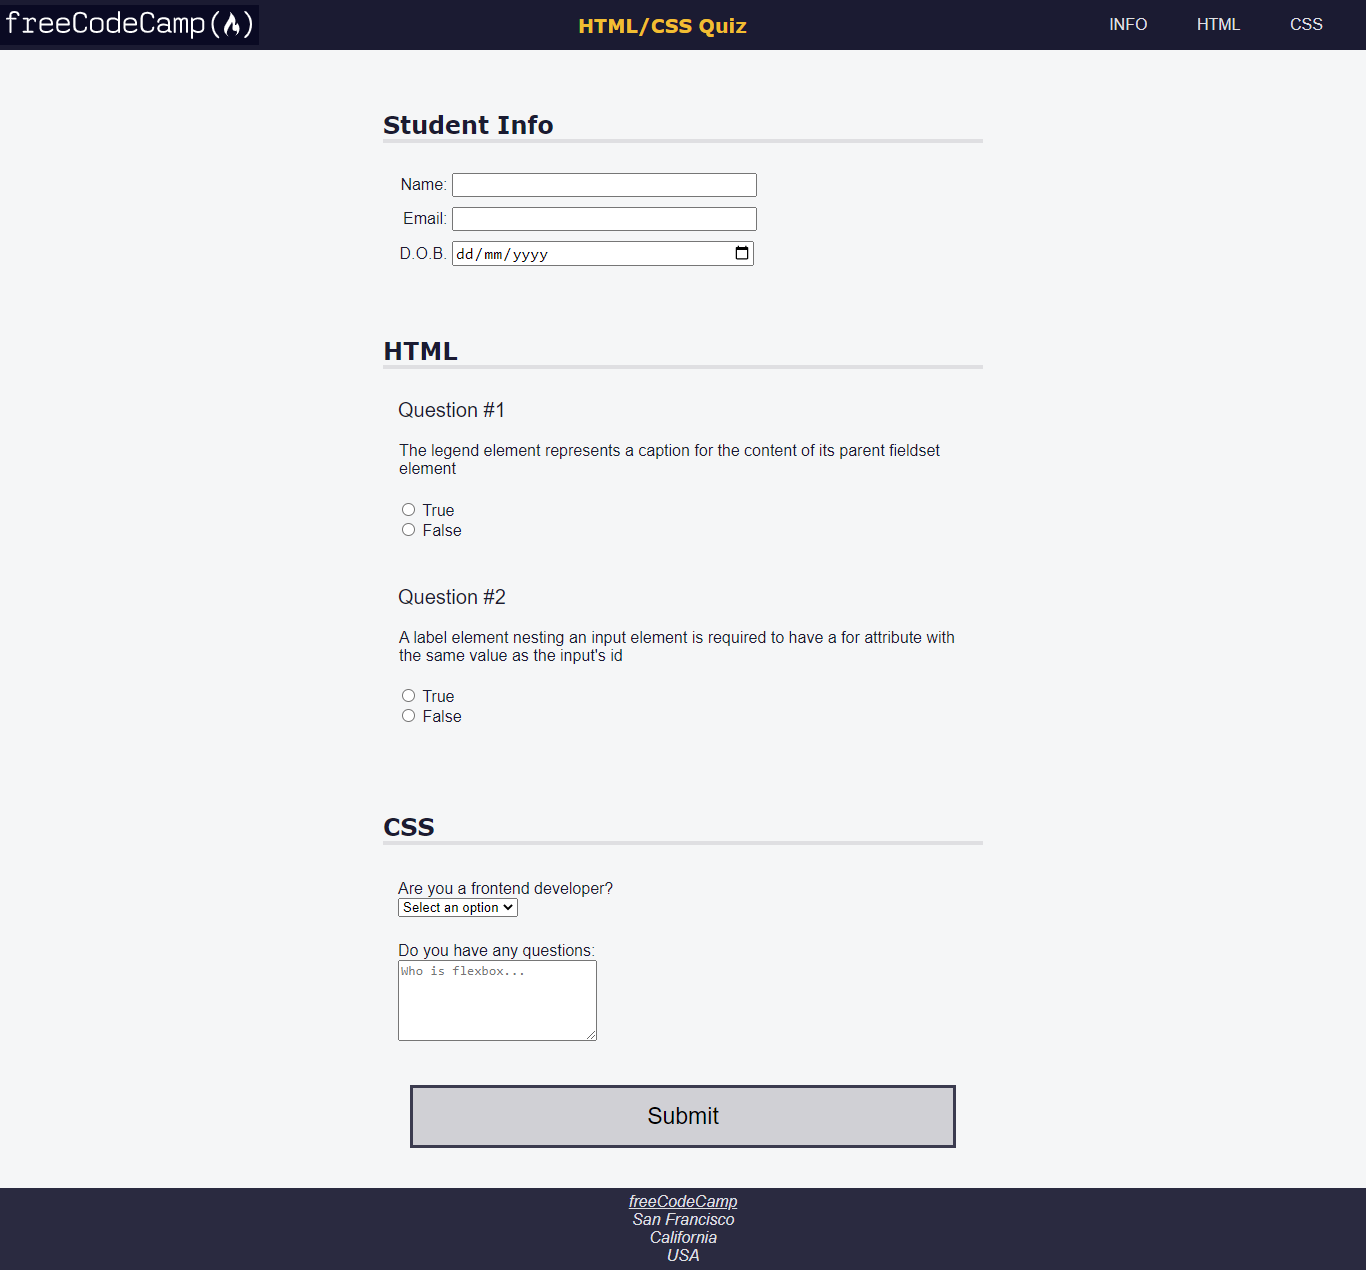 freeCodeCamp(🔥)
HTML/CSS Quiz
INFO
HTML
CSS
Student Info
Name:
Email:
D.O.B. dd/mm/yyyy
HTML
Question #1
The legend element represents a caption for the content of its parent fieldset
element
True
False
Question #2
A label element nesting an input element is required to have a for attribute with
the same value as the input's id
True
False
CSS
Are you a frontend developer?
Select an option
Do you have any questions:
Who is flexbox...
Submit
freeCodeCamp
San Francisco
California
USA